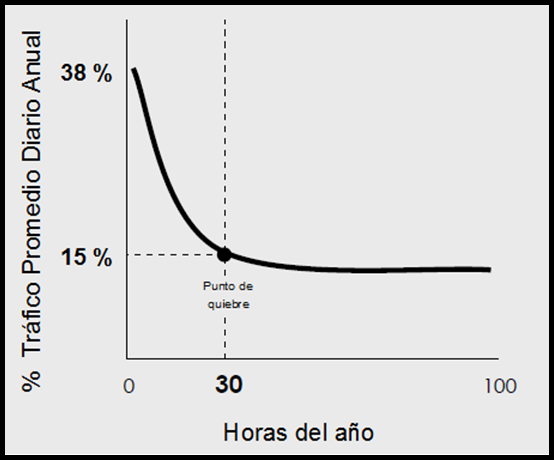 % Tráfico Promedio Diario Anual
38 %
15 %
Punto de
quiebre
0
30
100
Horas del año